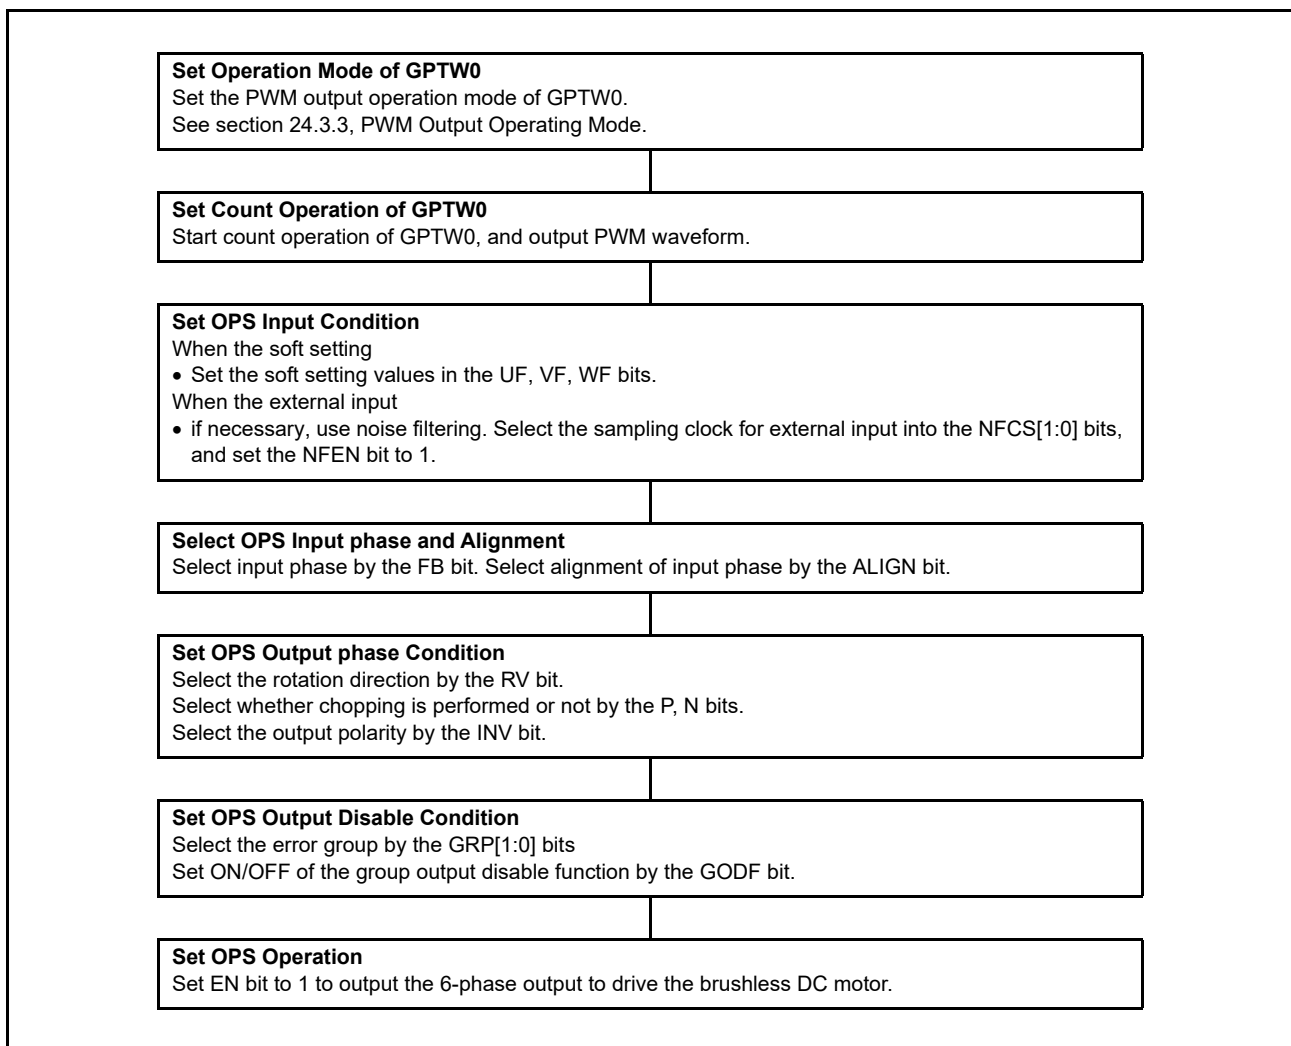 Set Operation Mode of GPTW0
Set the PWM output operation mode of GPTW0.
See section 24.3.3, PWM Output Operating Mode.
Set Count Operation of GPTW0
Start count operation of GPTW0, and output PWM waveform.
Set OPS Input Condition
When the soft setting
• Set the soft setting values in the UF, VF, WF bits.
When the external input
• if necessary, use noise filtering. Select the sampling clock for external input into the NFCS[1:0] bits,
and set the NFEN bit to 1.
Select OPS Input phase and Alignment
Select input phase by the FB bit. Select alignment of input phase by the ALIGN bit.
Set OPS Output phase Condition
Select the rotation direction by the RV bit.
Select whether chopping is performed or not by the P, N bits.
Select the output polarity by the INV bit.
Set OPS Output Disable Condition
Select the error group by the GRP[1:0] bits
Set ON/OFF of the group output disable function by the GODF bit.
Set OPS Operation
Set EN bit to 1 to output the 6-phase output to drive the brushless DC motor.